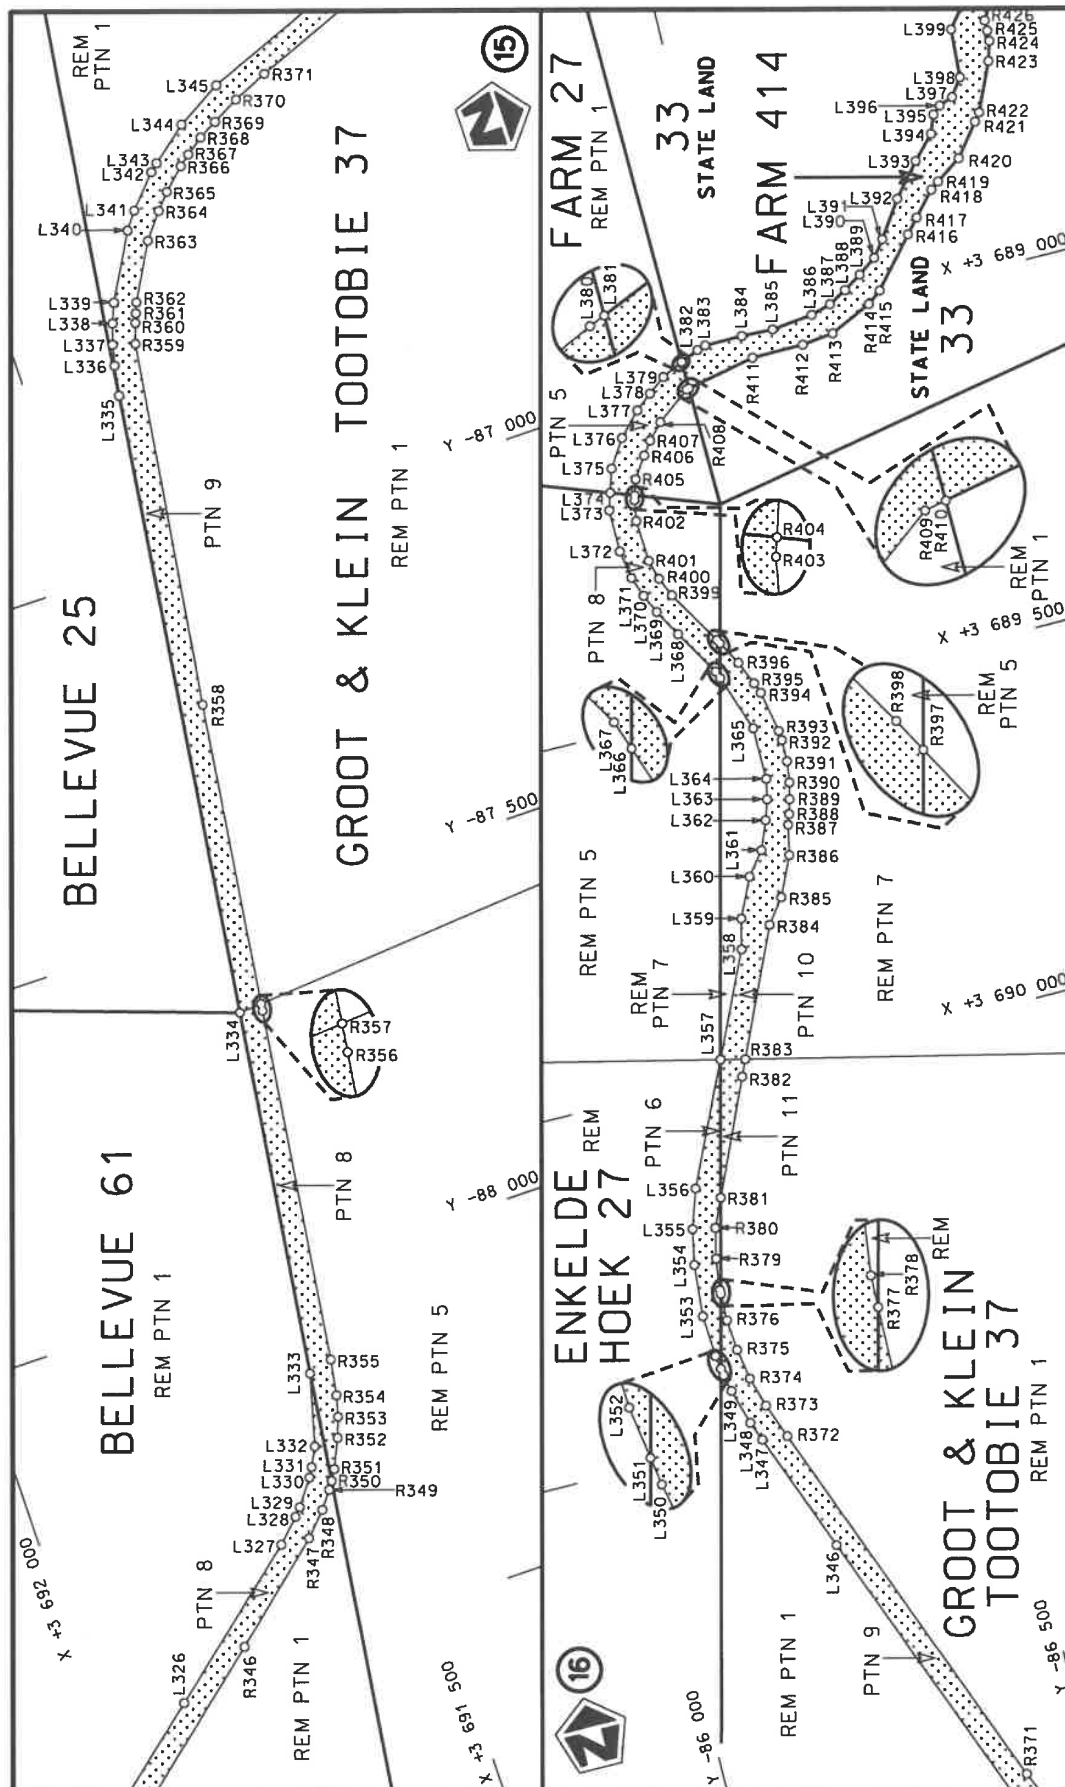 BELLEVUE 61
REM PTN 1
BELLEVUE 25
REM
PTN 1
GROOT & KLEIN TOOTOBIE 37
REM PTN 1
REM PTN 5
REM PTN 1
PTN 8
PTN 8
PTN 9
15
X +3 692 000
X +3 691 500
Y -88 000
Y -87 500
Y -87 000
L326
L327
L328
L329
L330
L331
L332
L333
L334
L335
L336
L337
L338
L339
L340
L341
L342
L343
L344
L345
R346
R347
R348
R349
R350
R351
R352
R353
R354
R355
R356
R357
R358
R359
R360
R361
R362
R363
R364
R365
R366
R367
R368
R369
R370
R371
16
ENKELDE
HOEK 27
REM
FARM 27
REM PTN 1
33
STATE LAND
FARM 414
STATE LAND
33
GROOT & KLEIN
TOOTOBIE 37
REM PTN 1
REM PTN 1
PTN 9
PTN 6
PTN 11
REM
PTN 7
PTN 10
REM PTN 5
REM PTN 7
PTN 8
PTN 5
REM
PTN 5
REM
PTN 1
REM
Y -86 000
Y -86 500
X +3 690 000
X +3 689 500
X +3 689 000
L346
L347
L348
L349
L350
L351
L352
L353
L354
L355
L356
L357
L358
L359
L360
L361
L362
L363
L364
L365
L366
L367
L368
L369
L370
L371
L372
L373
L374
L375
L376
L377
L378
L379
L380
L381
L382
L383
L384
L385
L386
L387
L388
L389
L390
L391
L392
L393
L394
L395
L396
L397
L398
L399
R371
R372
R373
R374
R375
R376
R377
R378
R379
R380
R381
R382
R383
R384
R385
R386
R387
R388
R389
R390
R391
R392
R393
R394
R395
R396
R397
R398
R399
R400
R401
R402
R403
R404
R405
R406
R407
R408
R409
R410
R411
R412
R413
R414
R415
R416
R417
R418
R419
R420
R421
R422
R423
R424
R425
R426